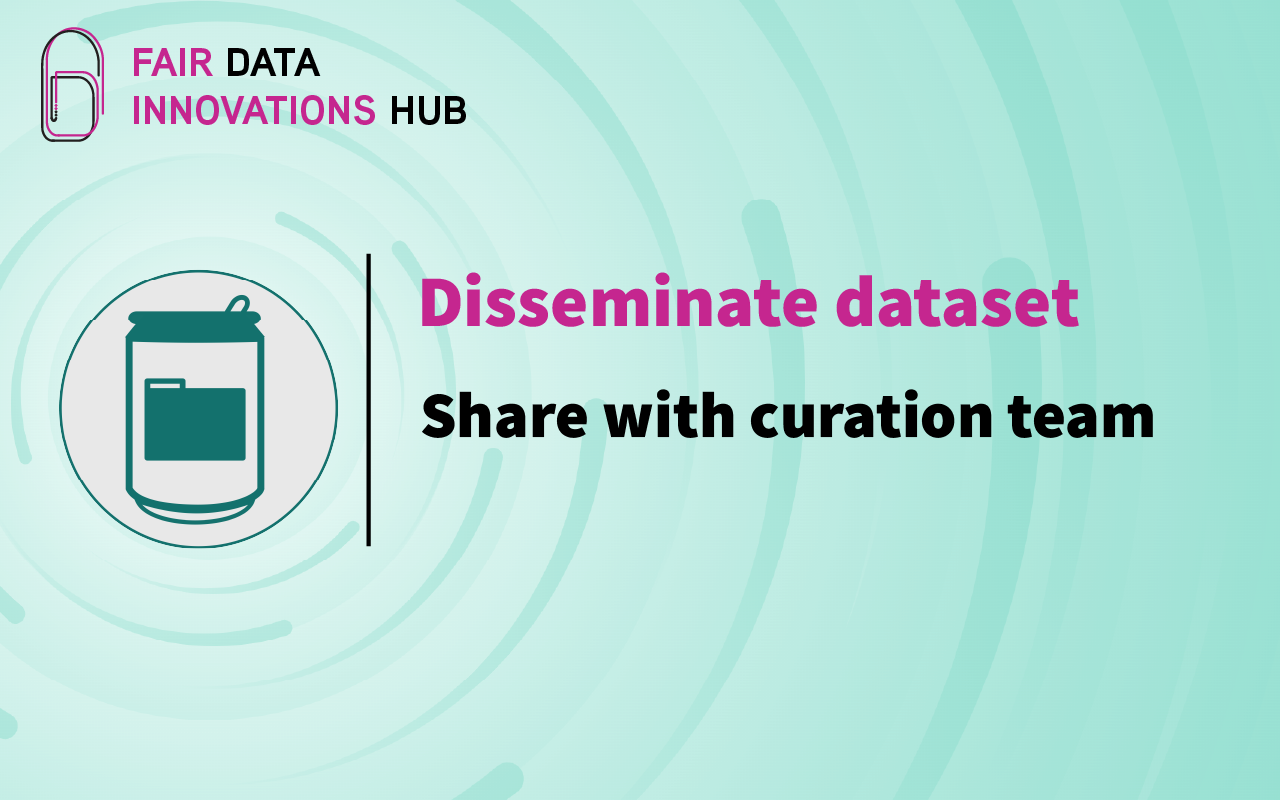 FAIR DATA
INNOVATIONS HUB
Disseminate dataset
Share with curation team